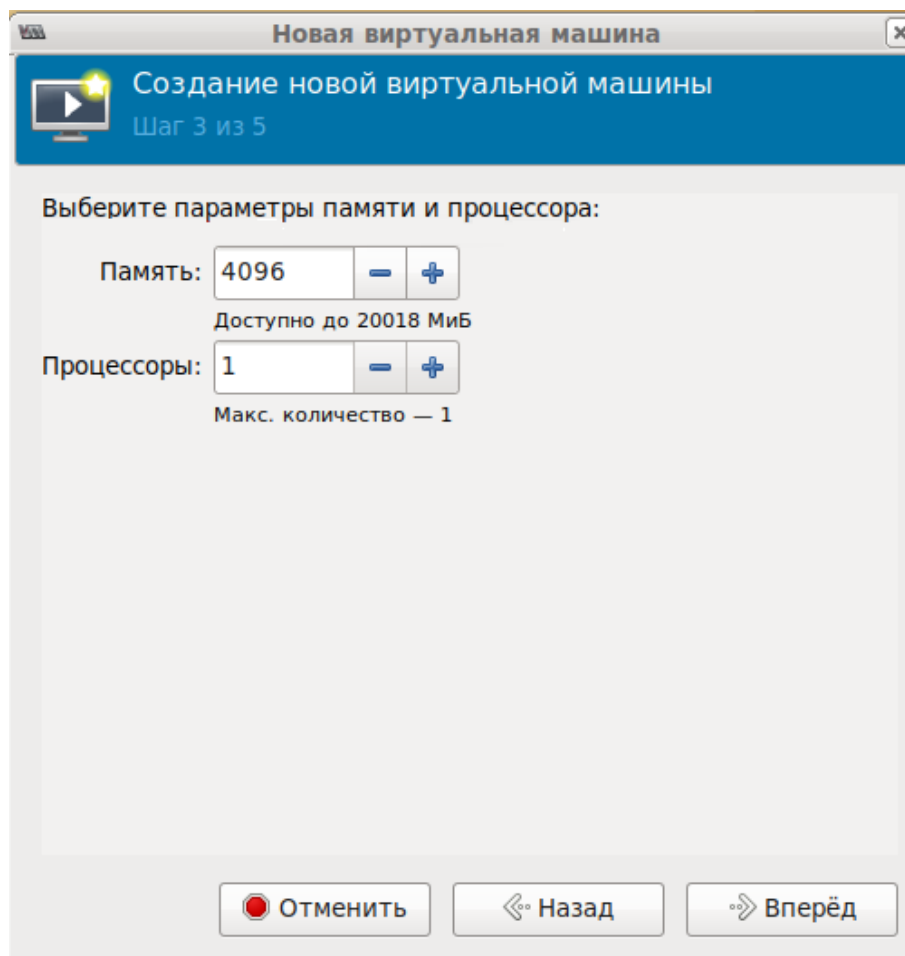 Новая виртуальная машина
Создание новой виртуальной машины
Шаг 3 из 5
Выберите параметры памяти и процессора:
Память: 4096
Доступно до 20018 МиБ
Процессоры: 1
Макс. количество — 1
Отменить Назад Вперёд